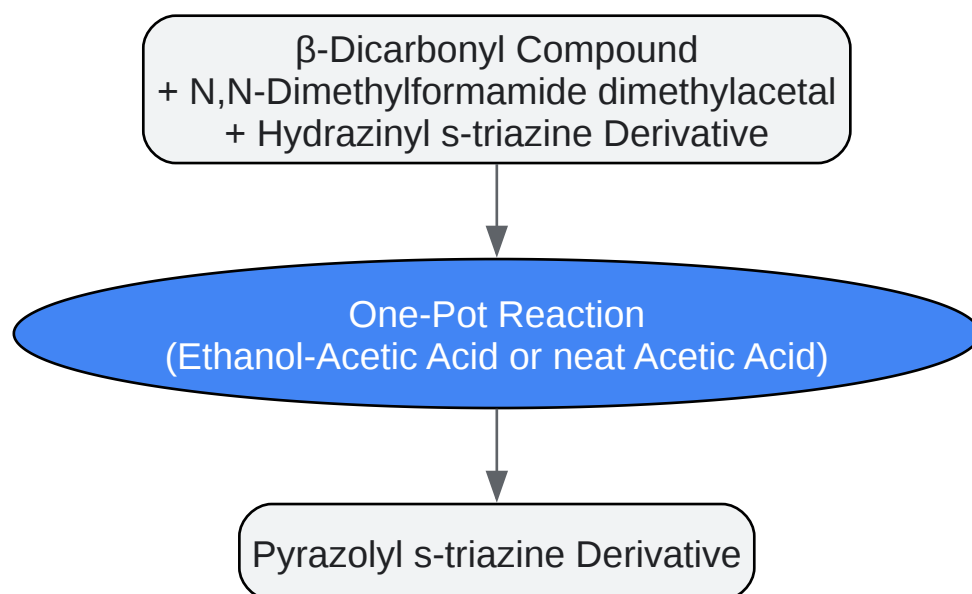 β-Dicarbonyl Compound
+ N,N-Dimethylformamide dimethylacetal
+ Hydrazinyl s-triazine Derivative
One-Pot Reaction
(Ethanol-Acetic Acid or neat Acetic Acid)
Pyrazolyl s-triazine Derivative